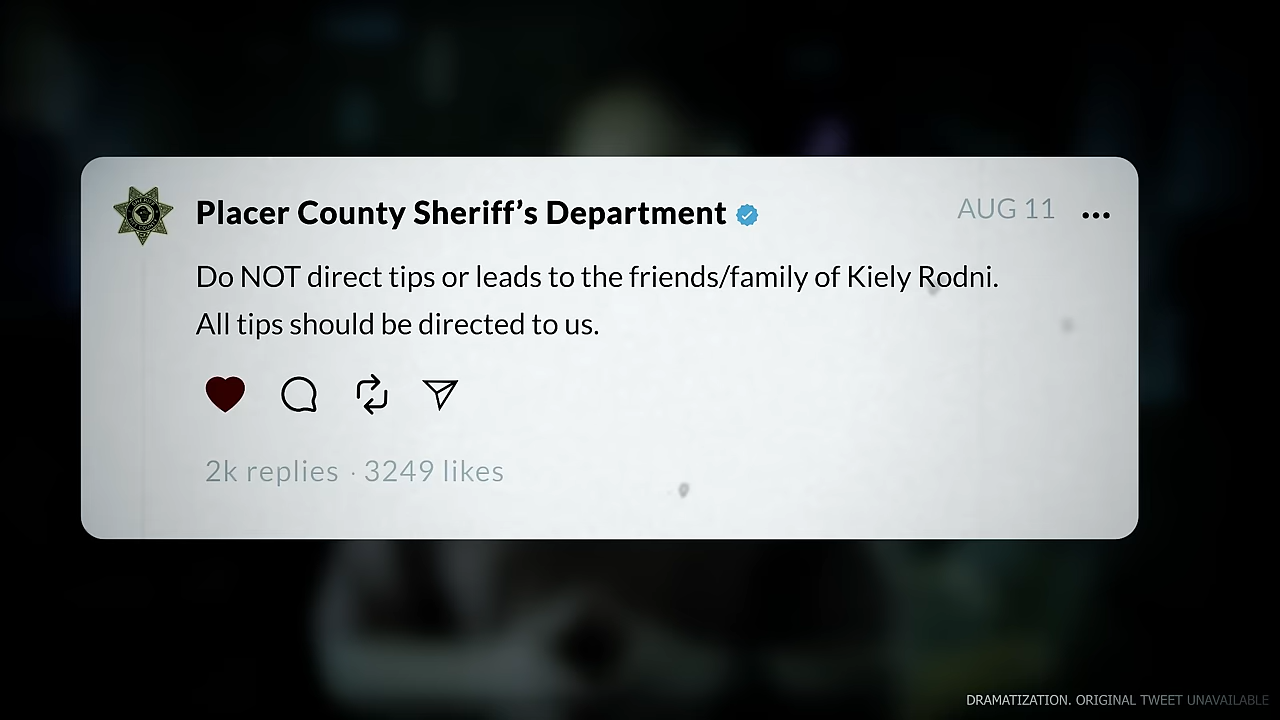 Placer County Sheriff’s Department
AUG 11
Do NOT direct tips or leads to the friends/family of Kiely Rodni.
All tips should be directed to us.
2k replies · 3249 likes
DRAMATIZATION. ORIGINAL TWEET UNAVAILABLE